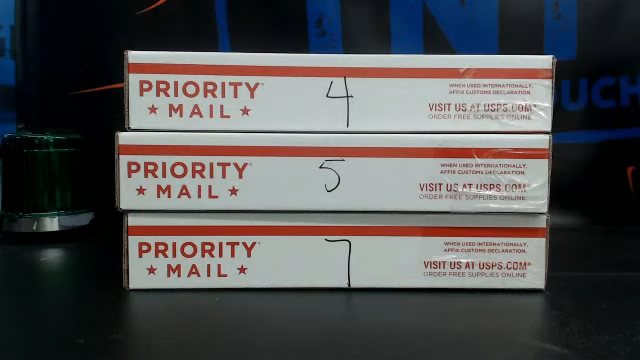 PRIORITY
★ MAIL ★
4
WHEN USED INTERNATIONALLY,
AFFIX CUSTOMS DECLARATION.
VISIT US AT USPS.COM®
ORDER FREE SUPPLIES ONLINE
PRIORITY
★ MAIL ★
5
WHEN USED INTERNATIONALLY,
AFFIX CUSTOMS DECLARATION.
VISIT US AT USPS.COM®
ORDER FREE SUPPLIES ONLINE
PRIORITY
★ MAIL ★
7
WHEN USED INTERNATIONALLY,
AFFIX CUSTOMS DECLARATION.
VISIT US AT USPS.COM®
ORDER FREE SUPPLIES ONLINE